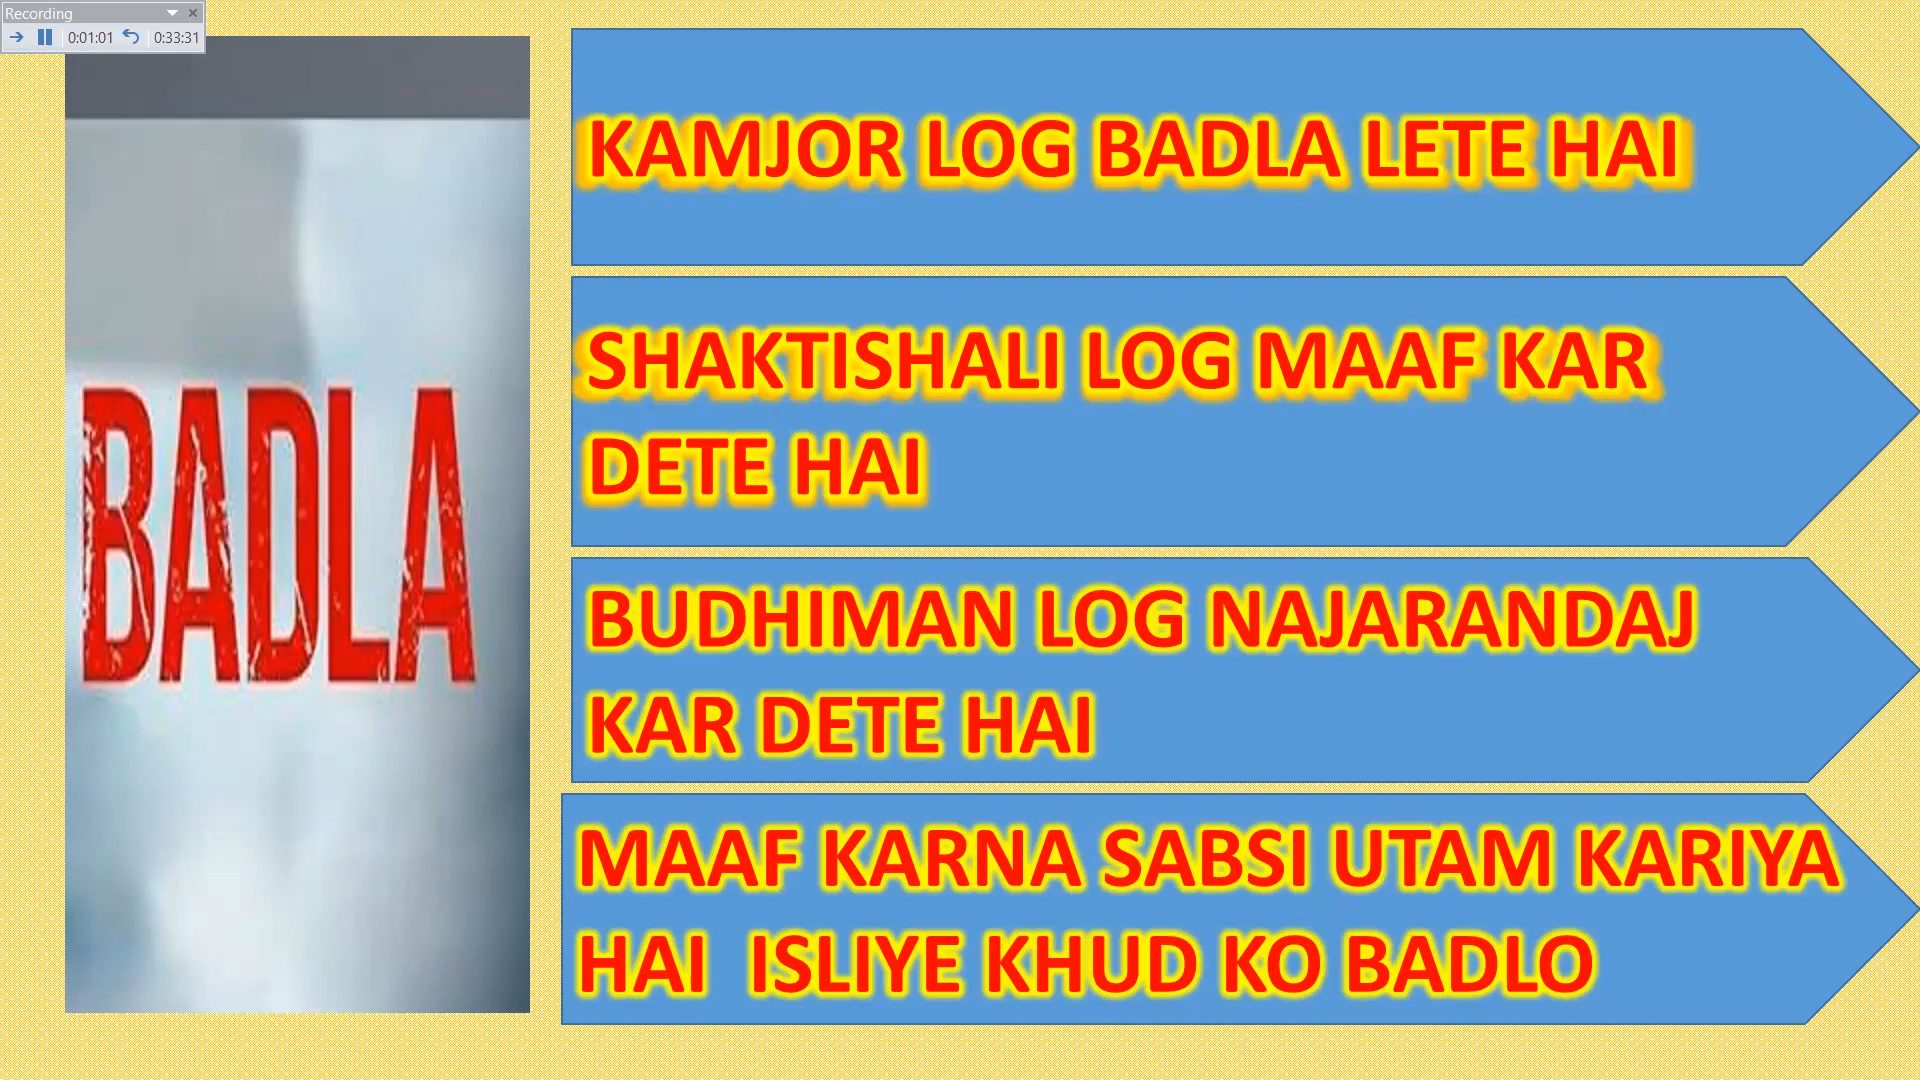 Recording
0:01:01 0:33:31
BADLA
KAMJOR LOG BADLA LETE HAI
SHAKTISHALI LOG MAAF KAR
DETE HAI
BUDHIMAN LOG NAJARANDAJ
KAR DETE HAI
MAAF KARNA SABSI UTAM KARIYA
HAI ISLIYE KHUD KO BADLO